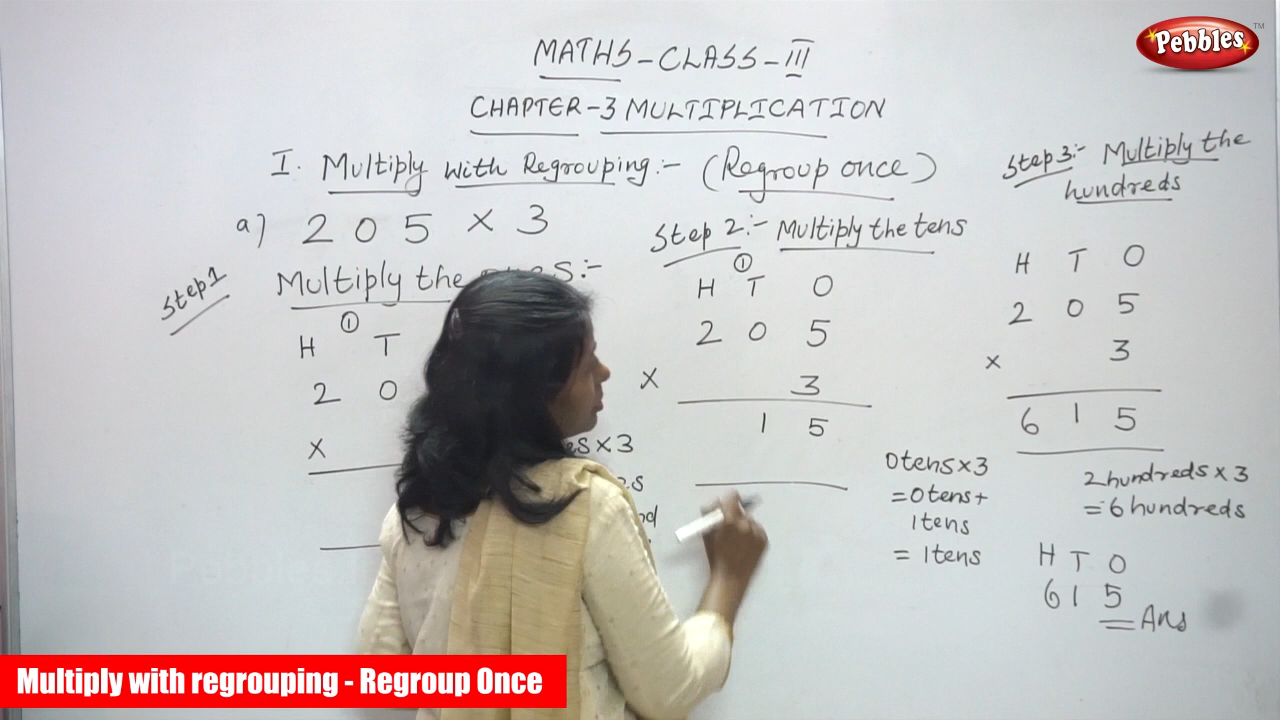 Pebbles TM
MATHS - CLASS - III
CHAPTER - 3 MULTIPLICATION
I. Multiply with Regrouping:- (Regroup once)
a) 205 x 3
Step 1
Multiply the
①
H T
2 0
x
x 3
Step 2:- Multiply the tens
①
H T O
2 0 5
x 3
1 5
0 tens x 3
= 0 tens +
1 tens
= 1 tens
Step 3:- Multiply the
hundreds
H T O
2 0 5
x 3
6 1 5
2 hundreds x 3
= 6 hundreds
H T O
6 1 5
Ans
Multiply with regrouping - Regroup Once